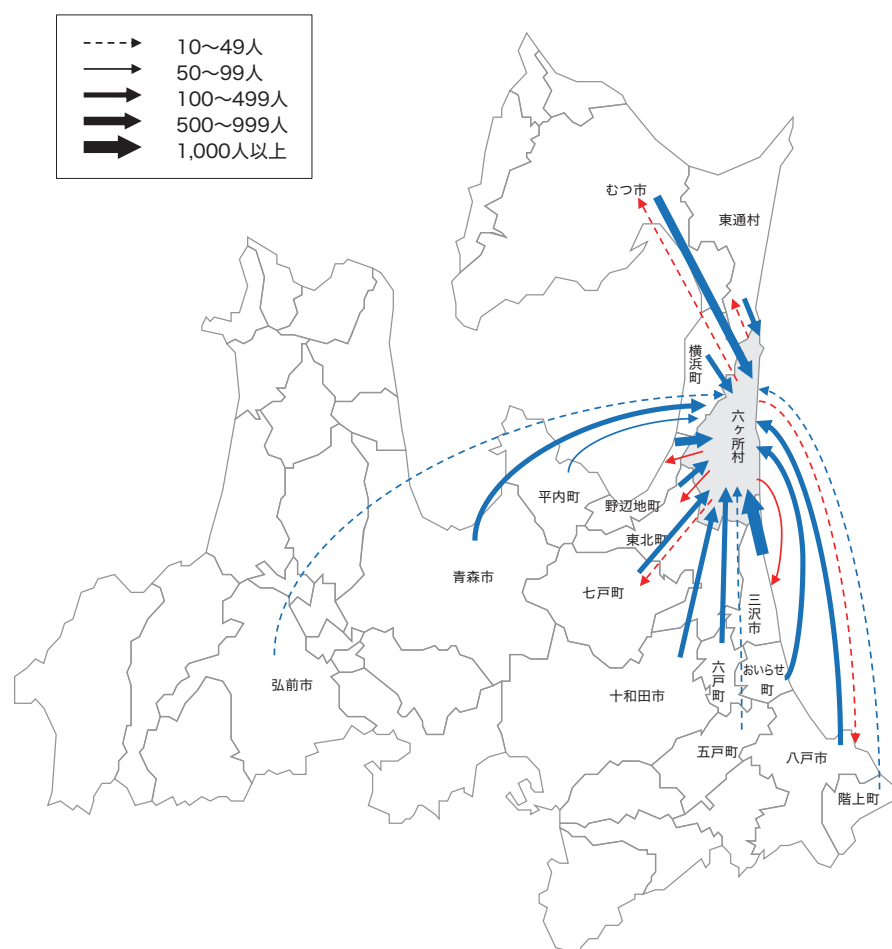 10〜49人
50〜99人
100〜499人
500〜999人
1,000人以上
むつ市
東通村
横浜町
六ヶ所村
平内町
野辺地町
東北町
青森市
七戸町
三沢市
弘前市
十和田市
六戸町
おいらせ
町
五戸町
八戸市
階上町